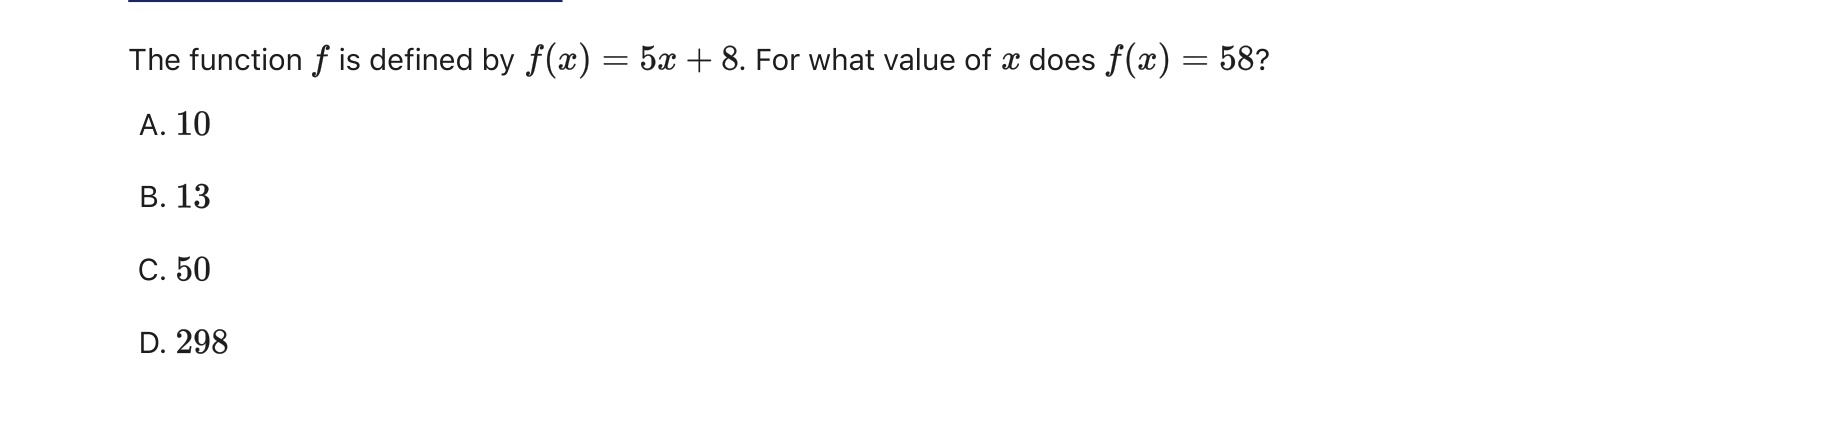 The function f is defined by f(x) = 5x + 8. For what value of x does f(x) = 58?
A. 10
B. 13
C. 50
D. 298